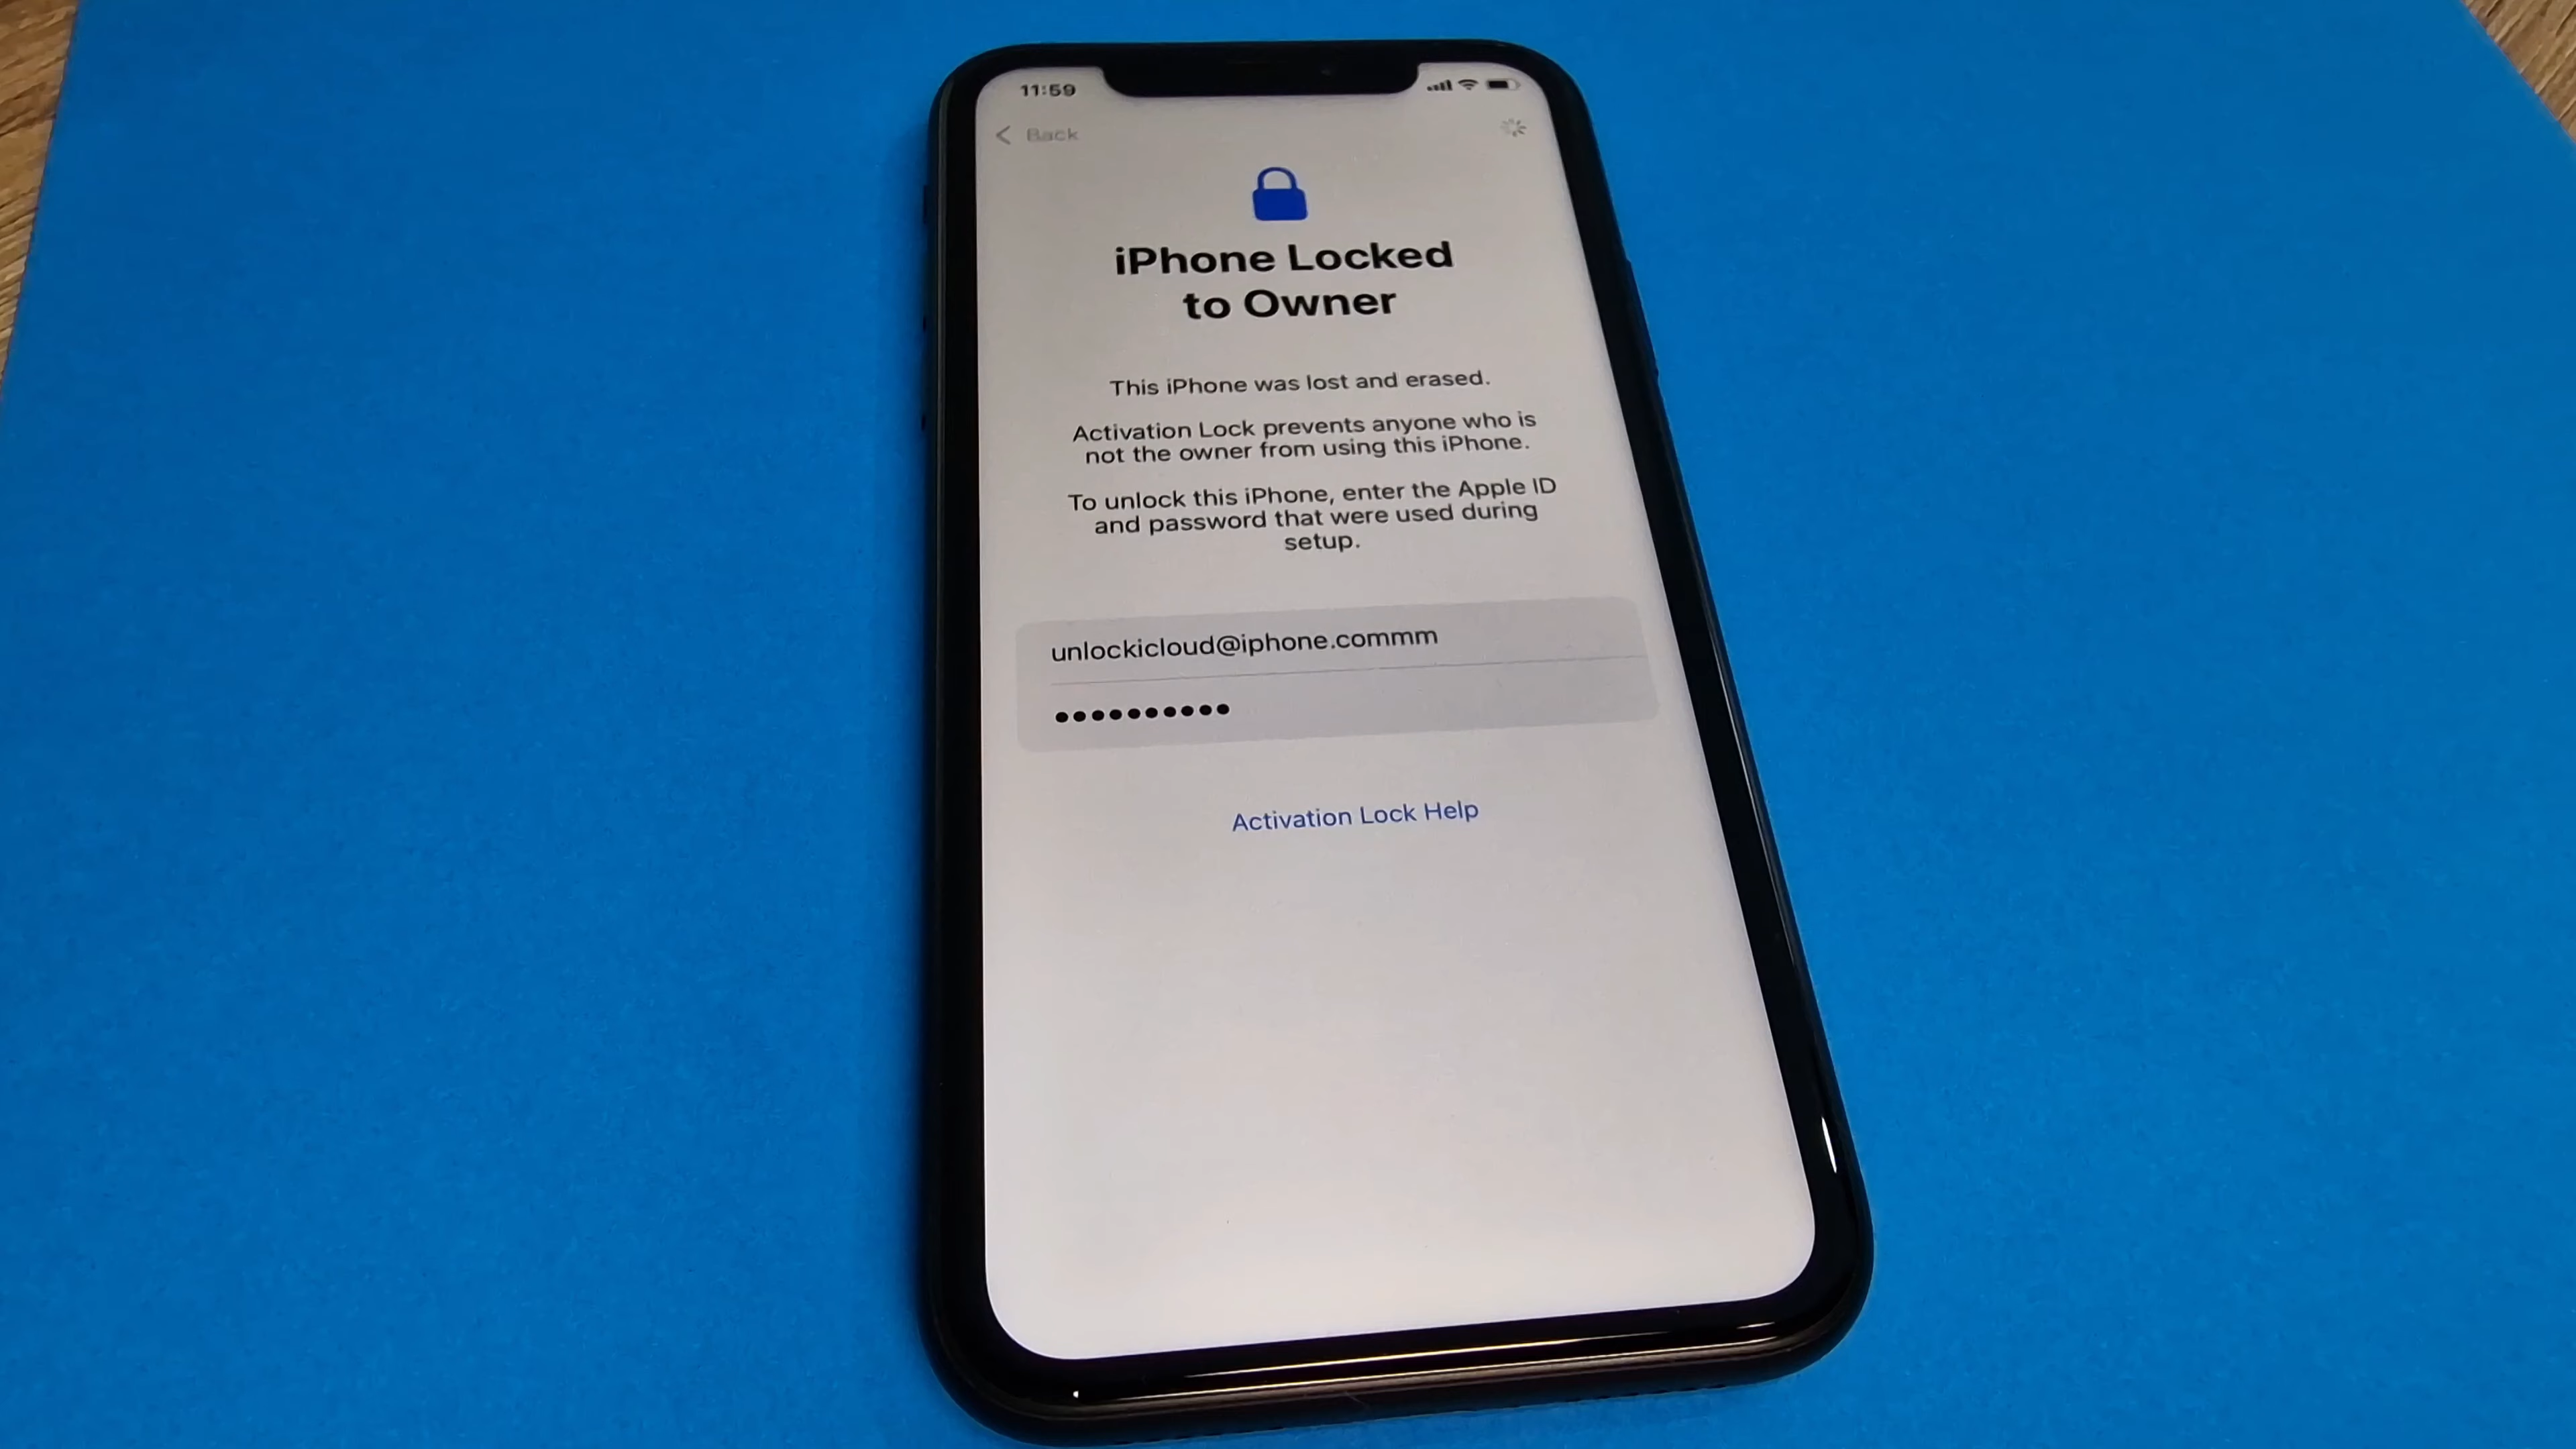 11:59
Back
iPhone Locked
to Owner
This iPhone was lost and erased.
Activation Lock prevents anyone who is
not the owner from using this iPhone.
To unlock this iPhone, enter the Apple ID
and password that were used during
setup.
unlockicloud@iphone.commm
••••••••••
Activation Lock Help